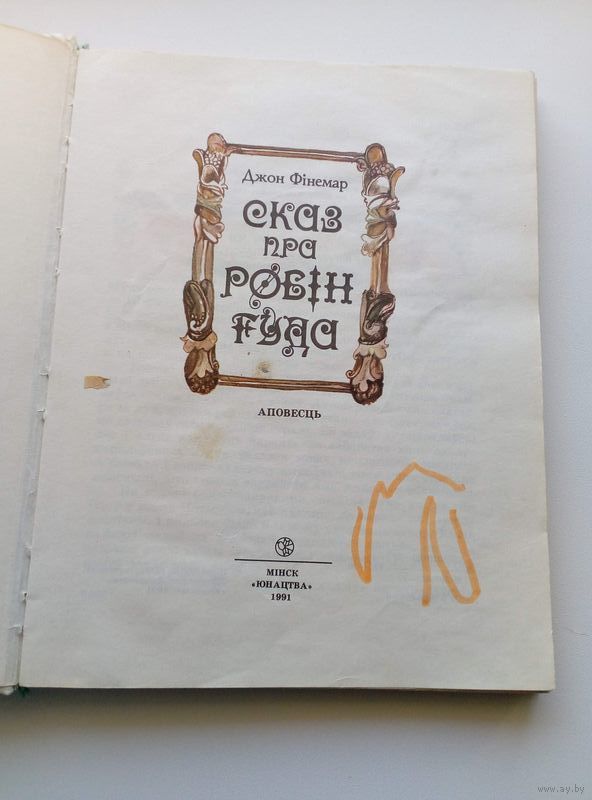 Джон Фінемар
СКАЗ
ПРА
РОБІН
ГУДА
АПОВЕСЦЬ
МІНСК
«ЮНАЦТВА»
1991
www.ay.by